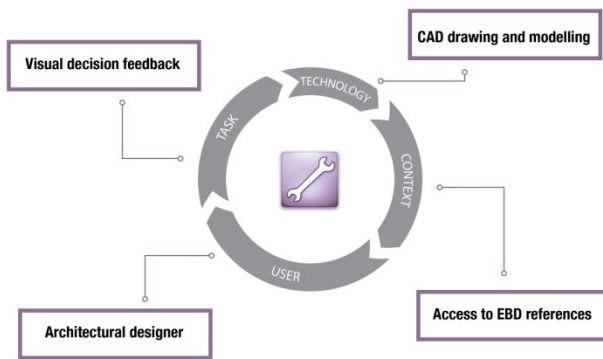 CAD drawing and modelling
Visual decision feedback
TECHNOLOGY
TASK
CONTEXT
USER
Access to EBD references
Architectural designer